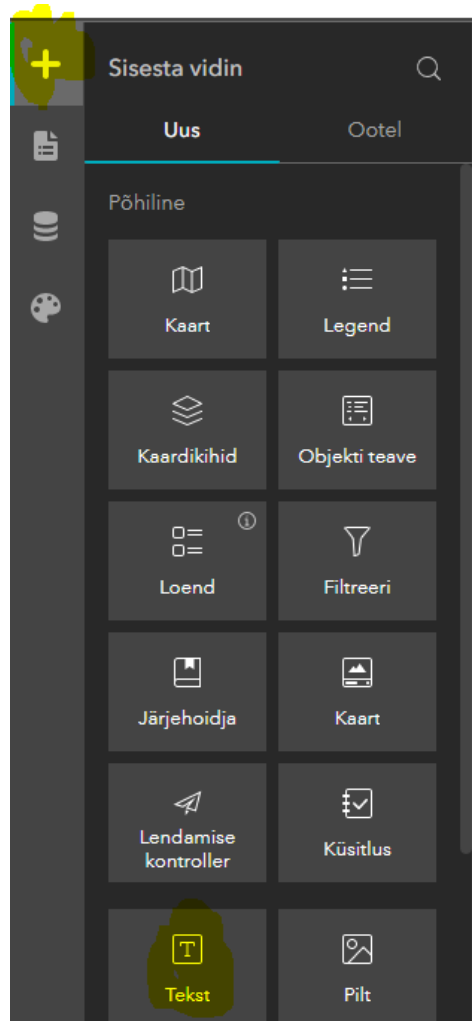 Sisesta vidin
Uus Ootel
Põhiline
Kaart Legend
Kaardikihid Objekti teave
Loend Filtreeri
Järjehoidja Kaart
Lendamise
kontroller Küsitlus
Tekst Pilt